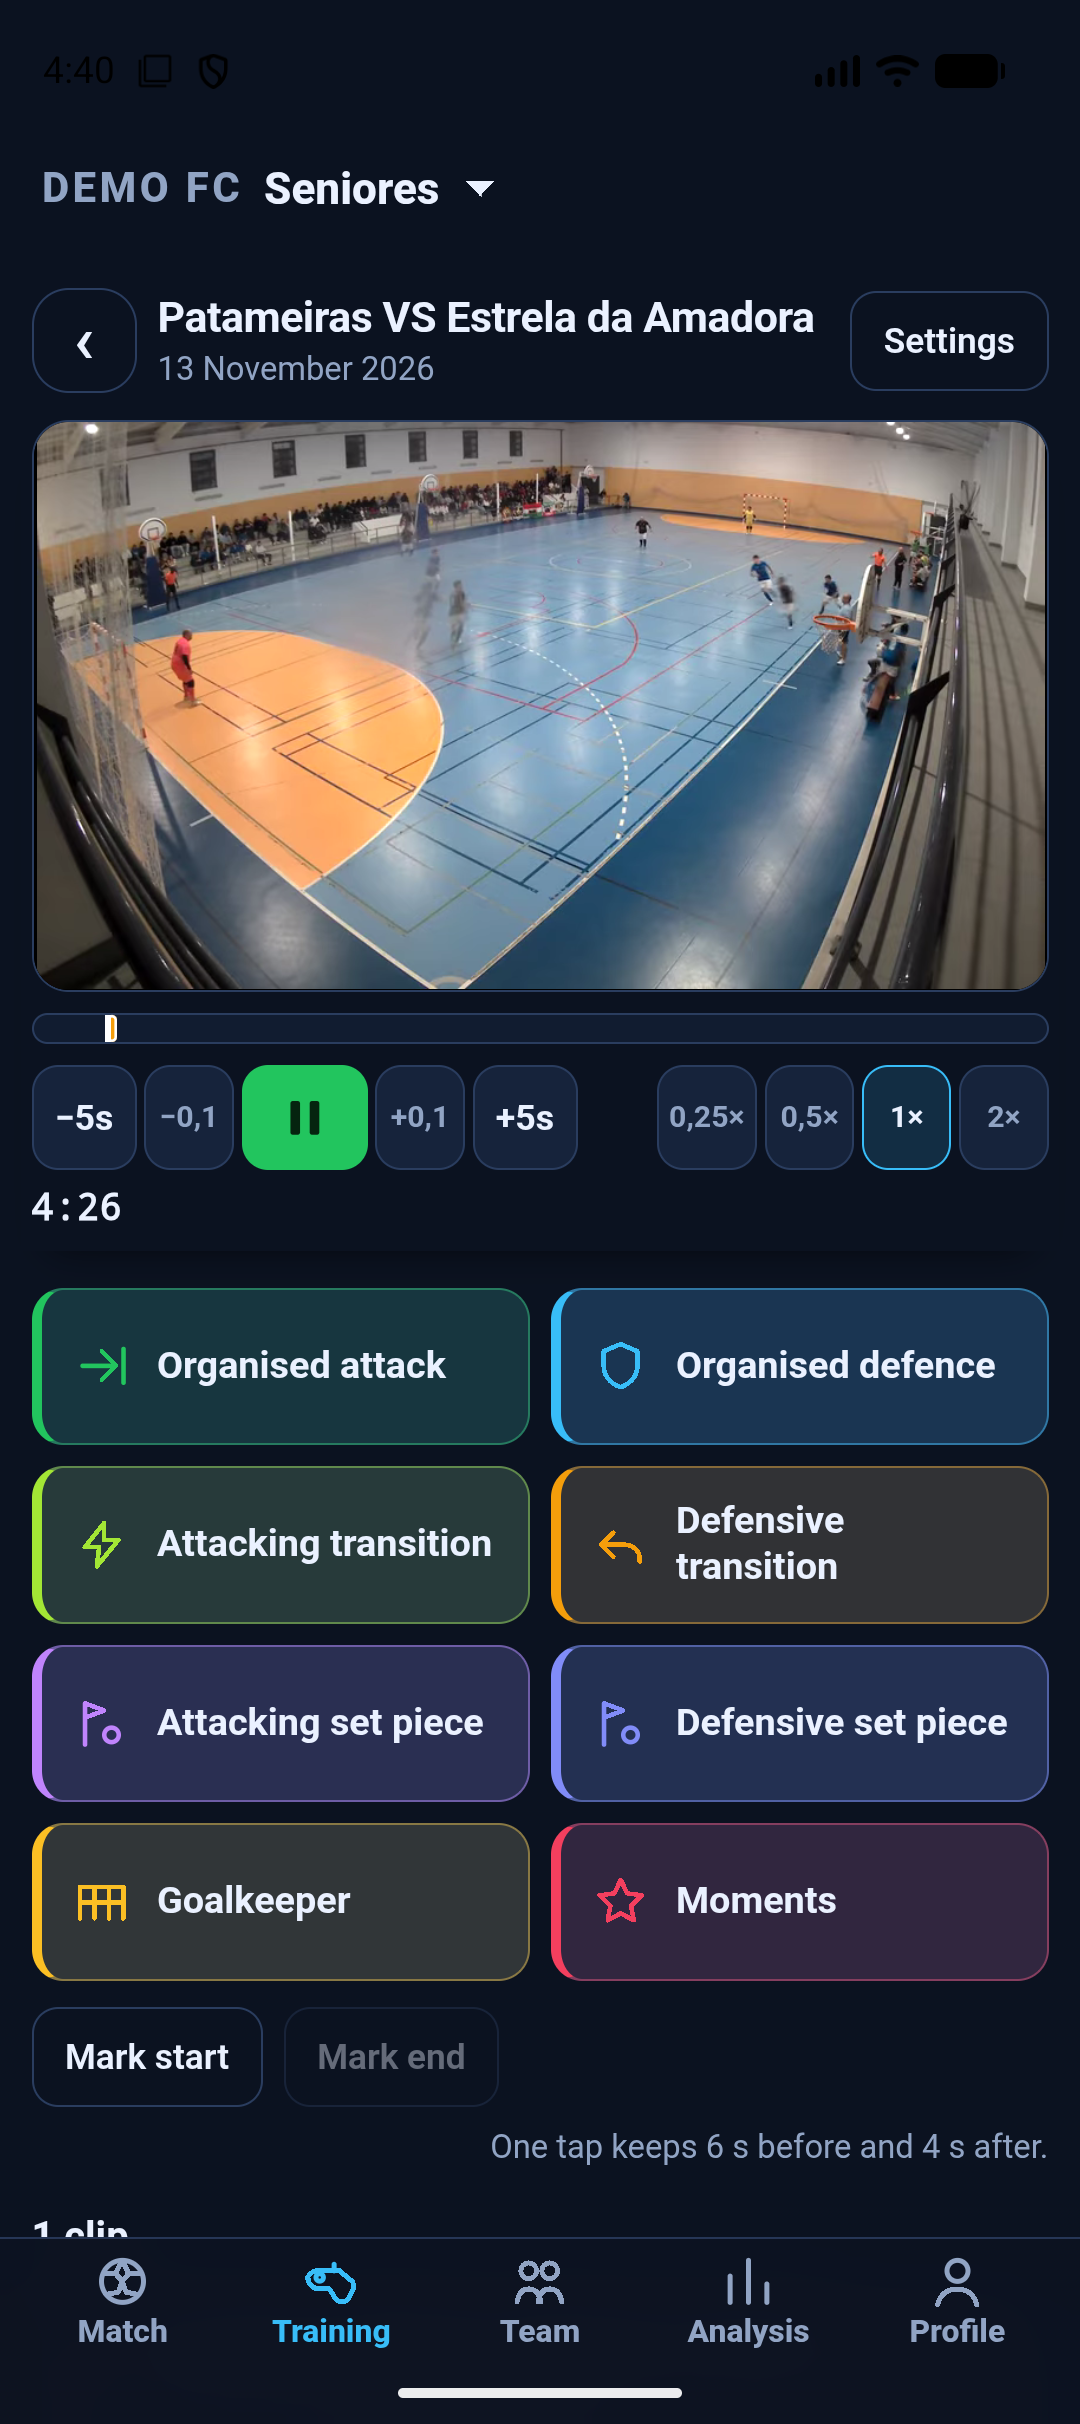 4:40
DEMO FC Seniores
Patameiras VS Estrela da Amadora
13 November 2026
Settings
−5s
−0,1
+0,1
+5s
0,25×
0,5×
1×
2×
4:26
Organised attack
Organised defence
Attacking transition
Defensive
transition
Attacking set piece
Defensive set piece
Goalkeeper
Moments
Mark start
Mark end
One tap keeps 6 s before and 4 s after.
1 clip
Match
Training
Team
Analysis
Profile